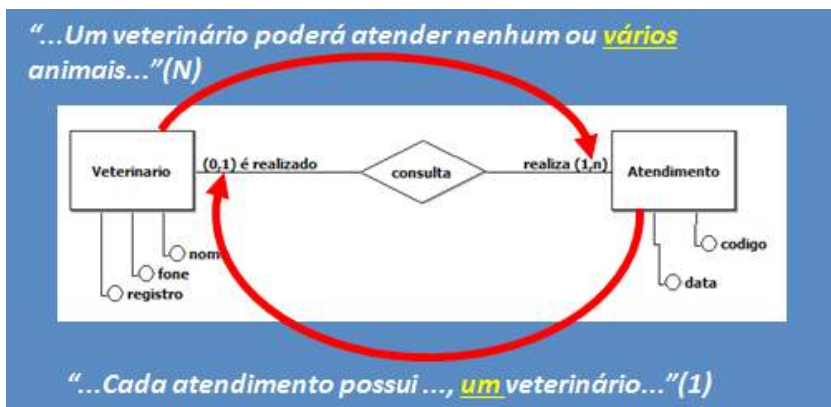 “...Um veterinário poderá atender nenhum ou vários
animais...”(N)
Veterinario
(0,1) é realizado
consulta
realiza (1,n)
Atendimento
nom
fone
registro
codigo
data
“...Cada atendimento possui ..., um veterinário...”(1)